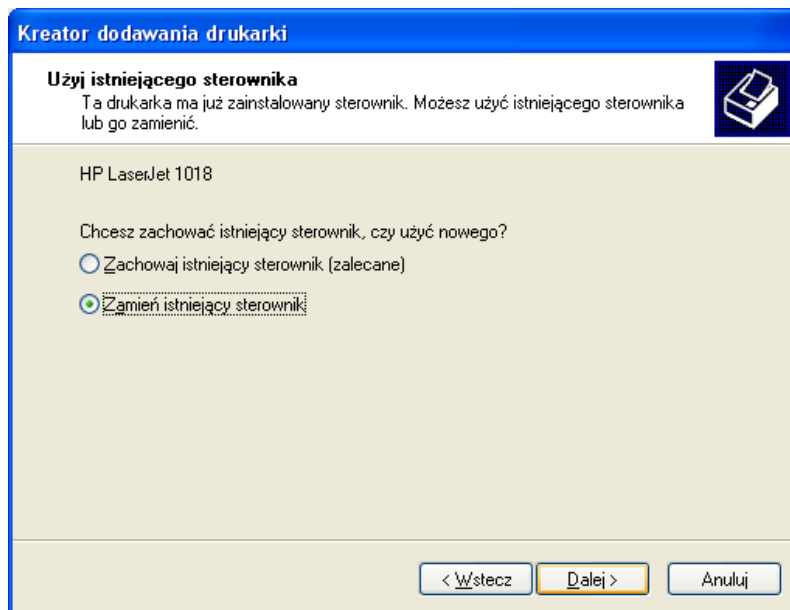 Kreator dodawania drukarki
Użyj istniejącego sterownika
Ta drukarka ma już zainstalowany sterownik. Możesz użyć istniejącego sterownika
lub go zamienić.
HP LaserJet 1018
Chcesz zachować istniejący sterownik, czy użyć nowego?
Zachowaj istniejący sterownik (zalecane)
Zamień istniejący sterownik
< Wstecz Dalej > Anuluj